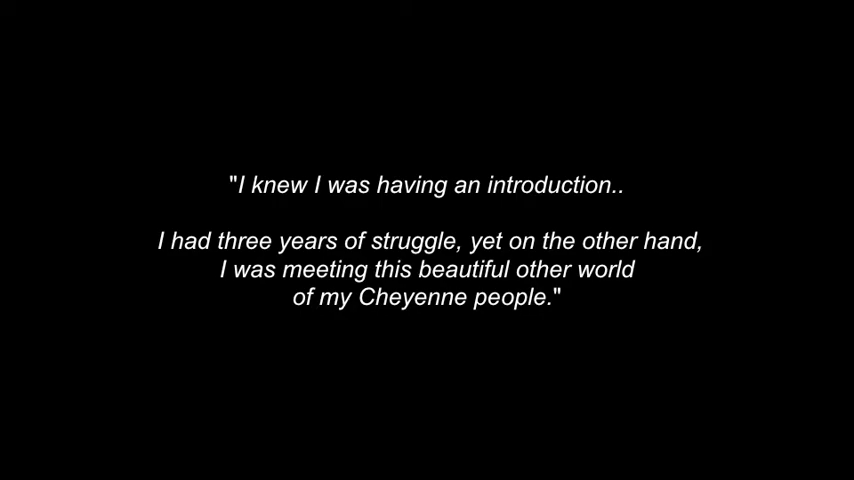 "I knew I was having an introduction..
I had three years of struggle, yet on the other hand,
I was meeting this beautiful other world
of my Cheyenne people."